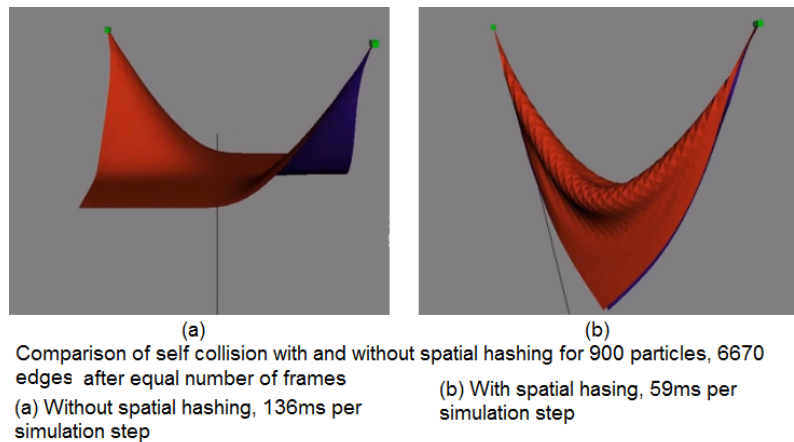 (a)
(b)
Comparison of self collision with and without spatial hashing for 900 particles, 6670
edges after equal number of frames
(a) Without spatial hashing, 136ms per
simulation step
(b) With spatial hasing, 59ms per
simulation step